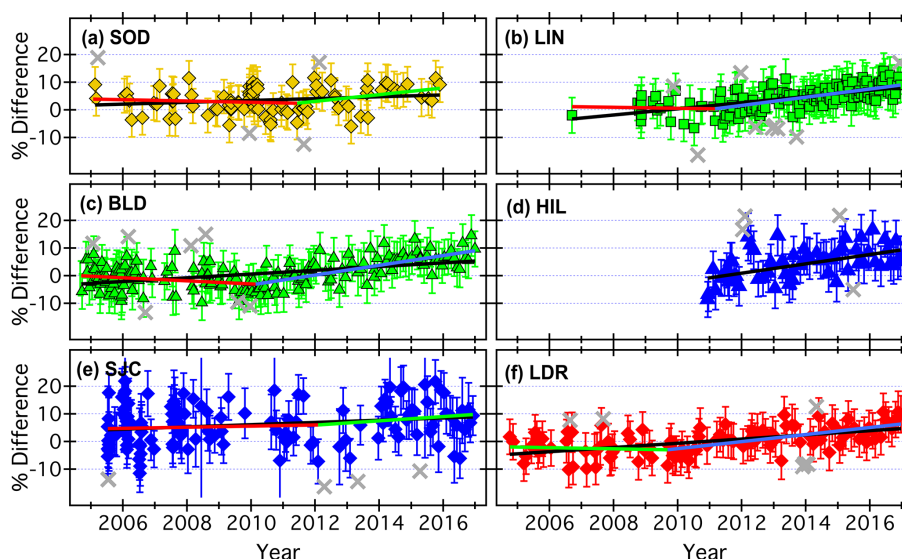 (a) SOD
(b) LIN
% Difference
20
10
0
-10
(c) BLD
(d) HIL
% Difference
20
10
0
-10
(e) SJC
(f) LDR
% Difference
20
10
0
-10
2006 2008 2010 2012 2014 2016
2006 2008 2010 2012 2014 2016
Year
Year